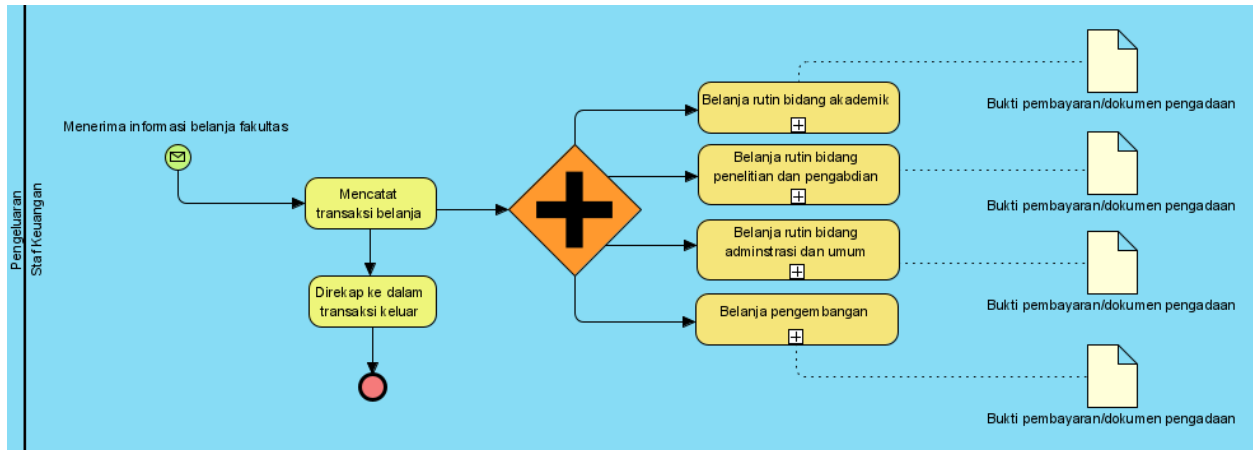 Pengeluaran
Staf Keuangan
Menerima informasi belanja fakultas
Mencatat
transaksi belanja
Direkap ke dalam
transaksi keluar
Belanja rutin bidang akademik
Belanja rutin bidang
penelitian dan pengabdian
Belanja rutin bidang
adminstrasi dan umum
Belanja pengembangan
Bukti pembayaran/dokumen pengadaan
Bukti pembayaran/dokumen pengadaan
Bukti pembayaran/dokumen pengadaan
Bukti pembayaran/dokumen pengadaan